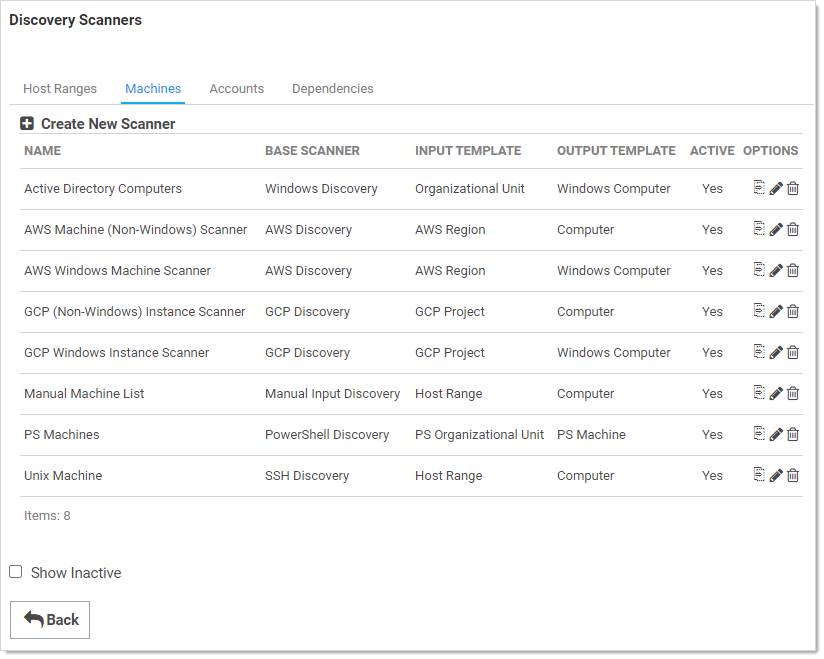 Discovery Scanners
Host Ranges Machines Accounts Dependencies
Create New Scanner
NAME BASE SCANNER INPUT TEMPLATE OUTPUT TEMPLATE ACTIVE OPTIONS
Active Directory Computers Windows Discovery Organizational Unit Windows Computer Yes
AWS Machine (Non-Windows) Scanner AWS Discovery AWS Region Computer Yes
AWS Windows Machine Scanner AWS Discovery AWS Region Windows Computer Yes
GCP (Non-Windows) Instance Scanner GCP Discovery GCP Project Computer Yes
GCP Windows Instance Scanner GCP Discovery GCP Project Windows Computer Yes
Manual Machine List Manual Input Discovery Host Range Computer Yes
PS Machines PowerShell Discovery PS Organizational Unit PS Machine Yes
Unix Machine SSH Discovery Host Range Computer Yes
Items: 8
Show Inactive
Back